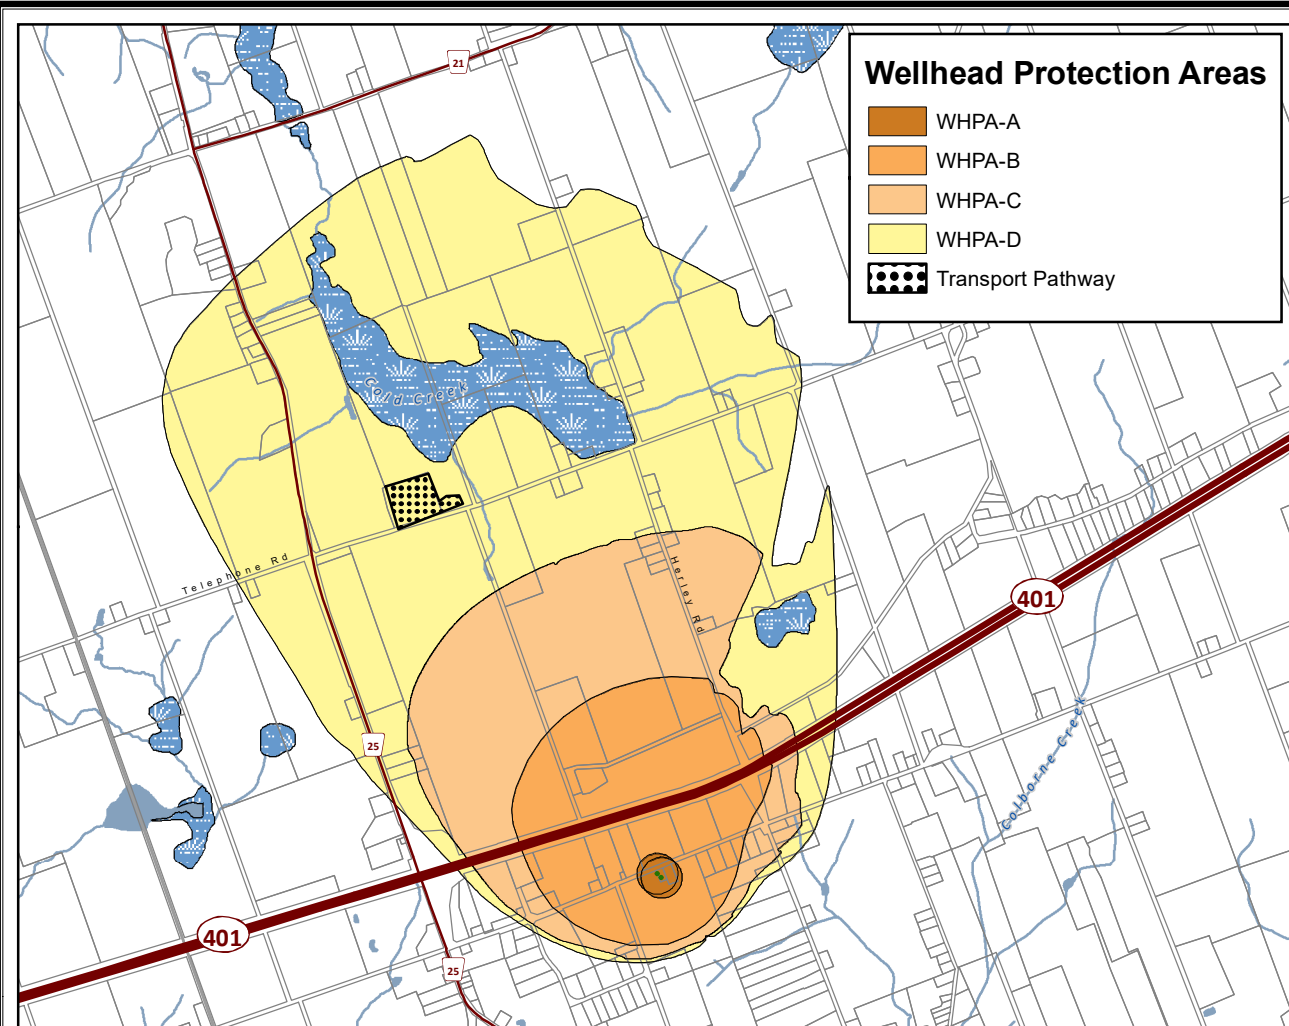 21
Wellhead Protection Areas
WHPA-A
WHPA-B
WHPA-C
WHPA-D
Transport Pathway
Cold Creek
Telephone Rd
Herley Rd
401
25
Colborne Creek
401
25